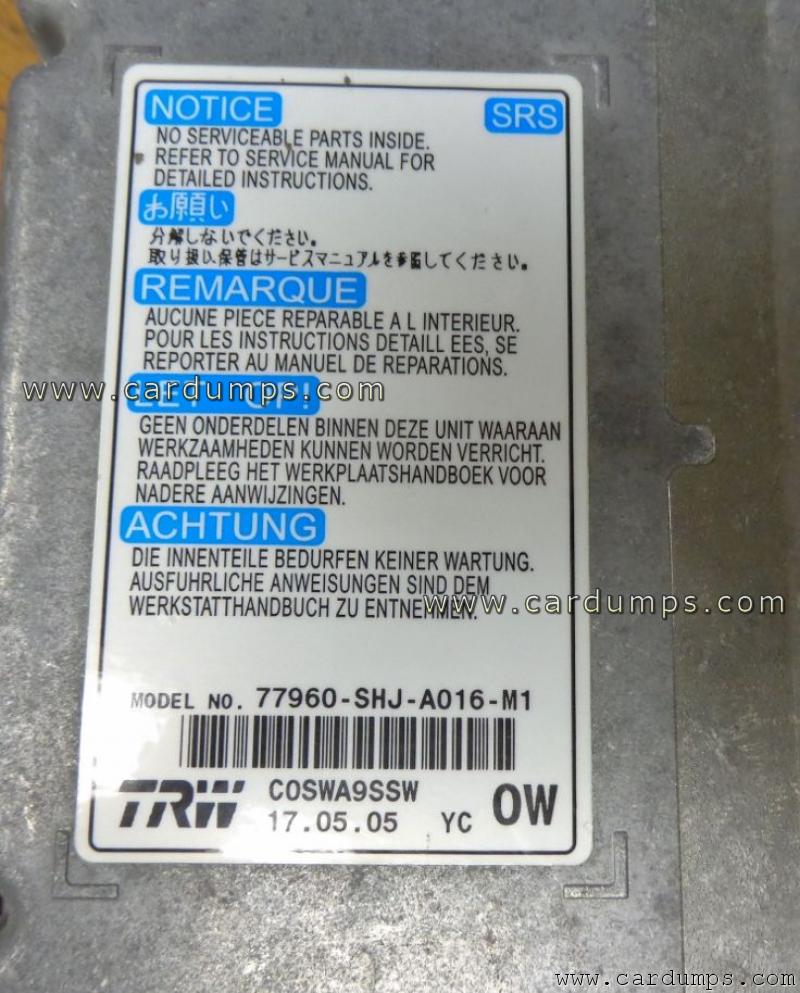 NOTICE
SRS
NO SERVICEABLE PARTS INSIDE.
REFER TO SERVICE MANUAL FOR
DETAILED INSTRUCTIONS.
お願い
分解しないでください。
取り扱い、保管はサービスマニュアルを参照してください。
REMARQUE
AUCUNE PIECE REPARABLE A L INTERIEUR.
POUR LES INSTRUCTIONS DETAILL EES, SE
REPORTER AU MANUEL DE REPARATIONS.
www.cardumps.com
LET OP!
GEEN ONDERDELEN BINNEN DEZE UNIT WAARAAN
WERKZAAMHEDEN KUNNEN WORDEN VERRICHT.
RAADPLEEG HET WERKPLAATSHANDBOEK VOOR
NADERE AANWIJZINGEN.
ACHTUNG
DIE INNENTEILE BEDURFEN KEINER WARTUNG.
AUSFUHRLICHE ANWEISUNGEN SIND DEM
WERKSTATTHANDBUCH ZU ENTNEHMEN.
www.cardumps.com
MODEL NO. 77960-SHJ-A016-M1
TRW
C0SWA9SSW
17.05.05 YC
OW
www.cardumps.com